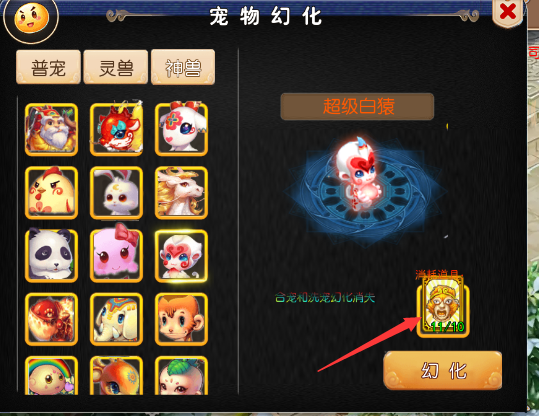 宠物幻化
普宠 灵兽 神兽
超级白猿
消耗道具
合宠和洗宠幻化消失
11/10
幻化